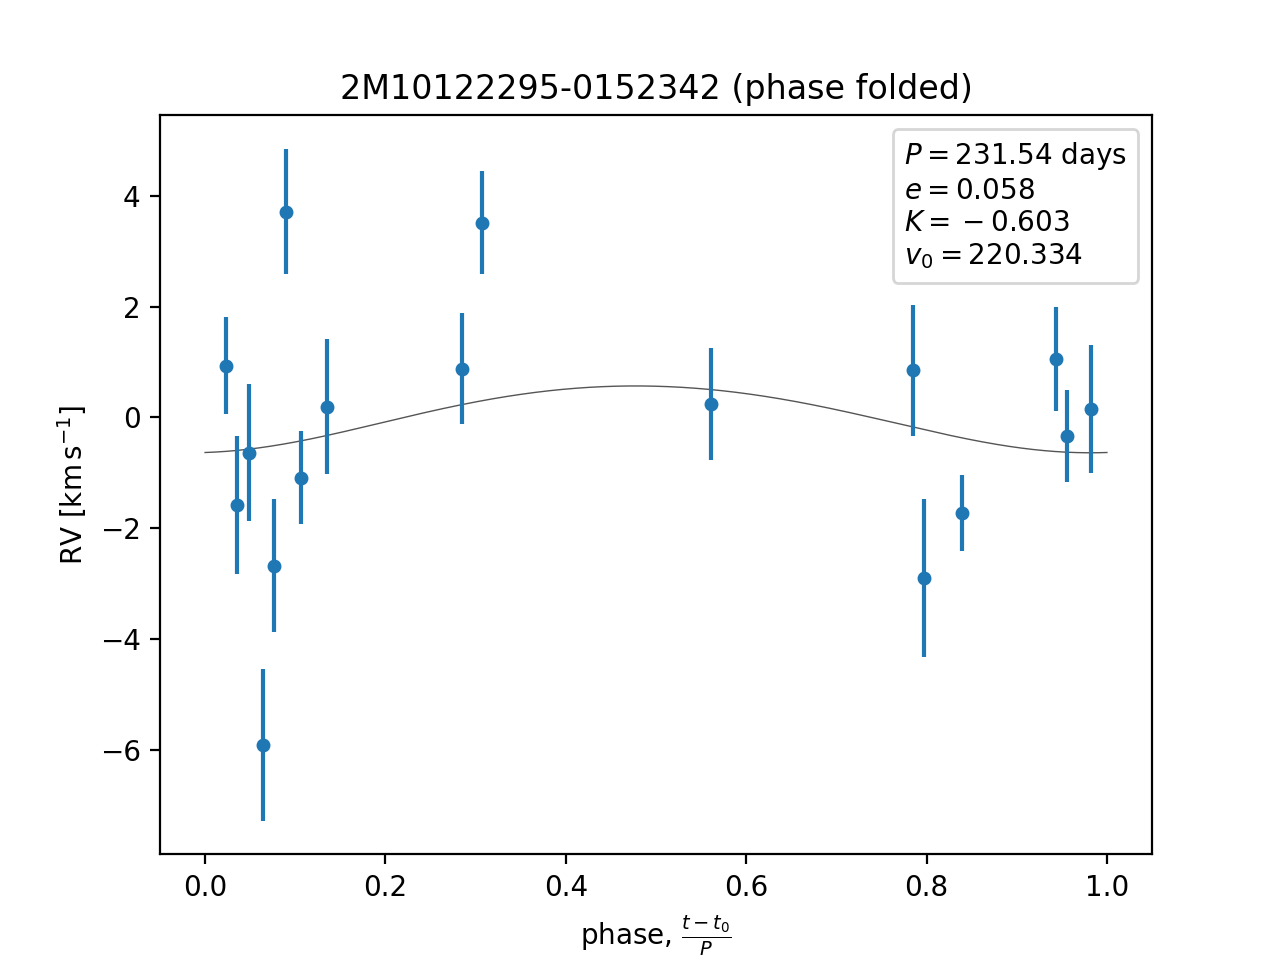 2M10122295-0152342 (phase folded)
P = 231.54 days
e = 0.058
K = −0.603
v₀ = 220.334
RV [km s⁻¹]
4
2
0
−2
−4
−6
0.0 0.2 0.4 0.6 0.8 1.0
phase, (t − t₀)/P